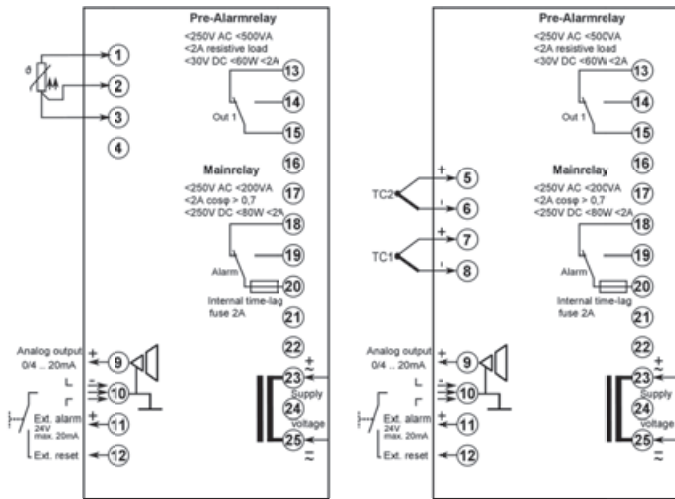 Pre-Alarmrelay
<250V AC <500VA
<2A resistive load
<30V DC <60W <2A
1
2
3
4
13
14
Out 1
15
16
Mainrelay
17
<250V AC <200VA
<2A cosφ > 0,7
<250V DC <80W <2A
18
19
Alarm
20
Internal time-lag
fuse 2A
21
22
Analog output
0/4 .. 20mA
+
9
-
10
Ext. alarm
24V
max. 20mA
+
11
Ext. reset
12
23
Supply
24
voltage
25
Pre-Alarmrelay
<250V AC <500VA
<2A resistive load
<30V DC <60W <2A
13
14
Out 1
15
16
Mainrelay
17
<250V AC <200VA
<2A cosφ > 0,7
<250V DC <80W <2A
TC2
+
5
-
6
TC1
+
7
-
8
18
19
Alarm
20
Internal time-lag
fuse 2A
21
22
Analog output
0/4 .. 20mA
+
9
-
10
Ext. alarm
24V
max. 20mA
+
11
Ext. reset
12
23
Supply
24
voltage
25